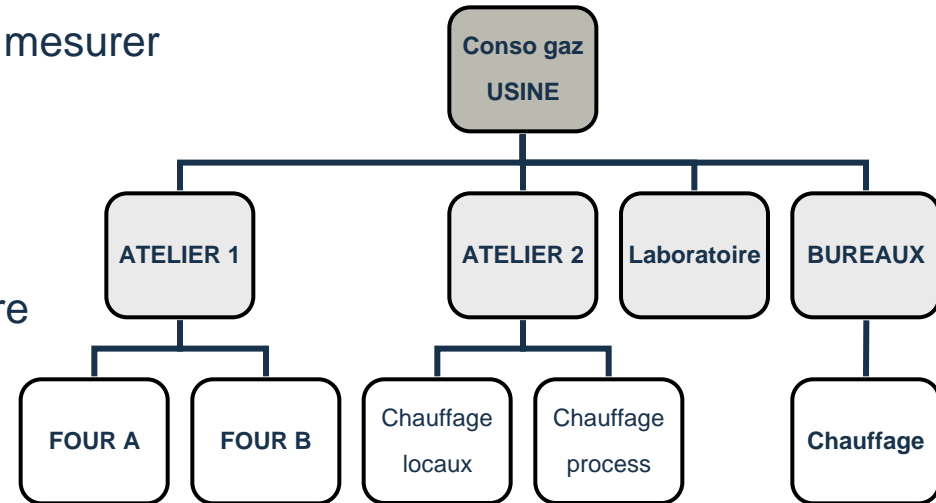 mesurer
Conso gaz
USINE
ATELIER 1
ATELIER 2
Laboratoire
BUREAUX
re
FOUR A
FOUR B
Chauffage
locaux
Chauffage
process
Chauffage